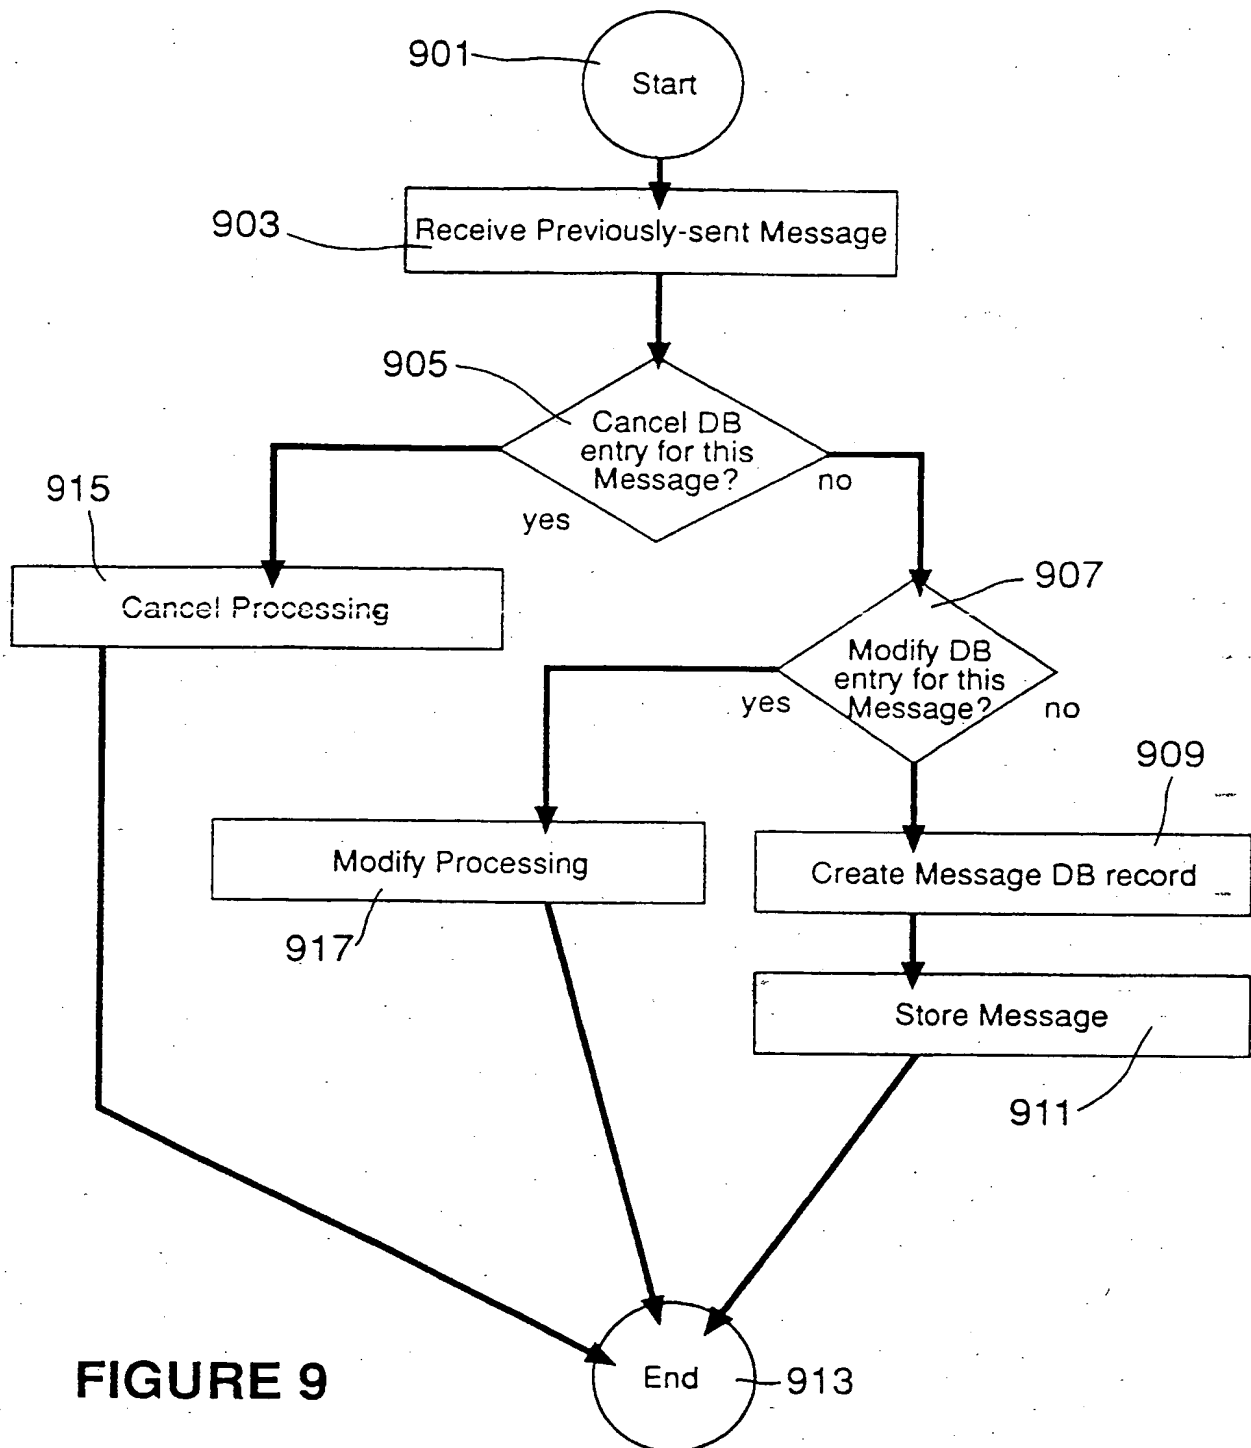 901
Start
903
Receive Previously-sent Message
905
Cancel DB
entry for this
Message?
no
yes
915
Cancel Processing
907
Modify DB
entry for this
Message?
yes
no
909
Create Message DB record
Modify Processing
917
Store Message
911
End
913
FIGURE 9